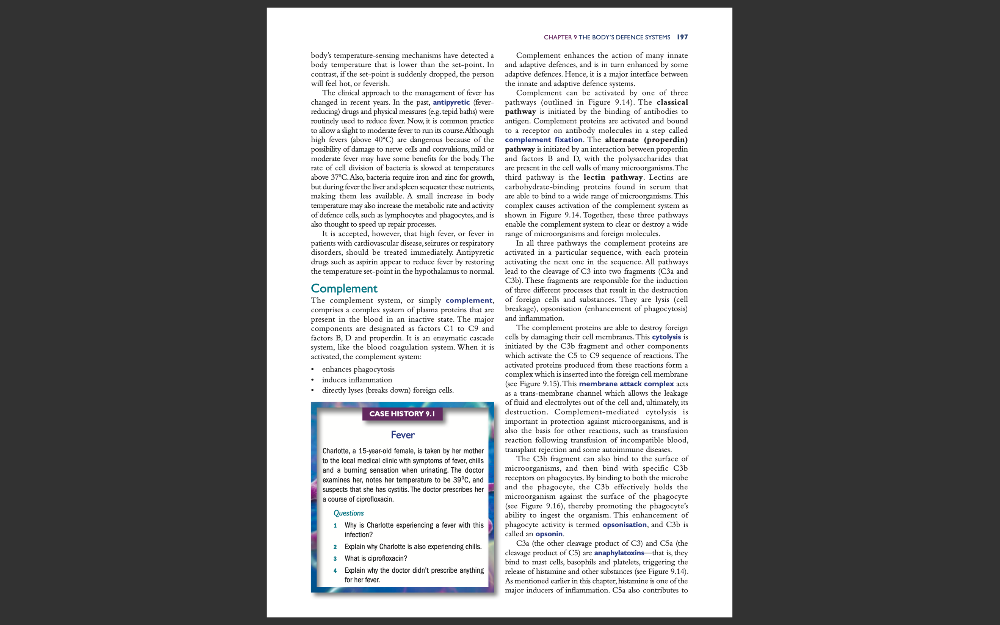 CHAPTER 9 THE BODY'S DEFENCE SYSTEMS 197
body's temperature-sensing mechanisms have detected a
body temperature that is lower than the set-point. In
contrast, if the set-point is suddenly dropped, the person
will feel hot, or feverish.
The clinical approach to the management of fever has
changed in recent years. In the past, antipyretic (fever-
reducing) drugs and physical measures (e.g. tepid baths) were
routinely used to reduce fever. Now, it is common practice
to allow a slight to moderate fever to run its course. Although
high fevers (above 40ºC) are dangerous because of the
possibility of damage to nerve cells and convulsions, mild or
moderate fever may have some benefits for the body. The
rate of cell division of bacteria is slowed at temperatures
above 37ºC. Also, bacteria require iron and zinc for growth,
but during fever the liver and spleen sequester these nutrients,
making them less available. A small increase in body
temperature may also increase the metabolic rate and activity
of defence cells, such as lymphocytes and phagocytes, and is
also thought to speed up repair processes.
It is accepted, however, that high fever, or fever in
patients with cardiovascular disease, seizures or respiratory
disorders, should be treated immediately. Antipyretic
drugs such as aspirin appear to reduce fever by restoring
the temperature set-point in the hypothalamus to normal.
Complement
The complement system, or simply complement,
comprises a complex system of plasma proteins that are
present in the blood in an inactive state. The major
components are designated as factors C1 to C9 and
factors B, D and properdin. It is an enzymatic cascade
system, like the blood coagulation system. When it is
activated, the complement system:
• enhances phagocytosis
• induces inflammation
• directly lyses (breaks down) foreign cells.
CASE HISTORY 9.1
Fever
Charlotte, a 15-year-old female, is taken by her mother
to the local medical clinic with symptoms of fever, chills
and a burning sensation when urinating. The doctor
examines her, notes her temperature to be 39ºC, and
suspects that she has cystitis. The doctor prescribes her
a course of ciprofloxacin.
Questions
1 Why is Charlotte experiencing a fever with this
infection?
2 Explain why Charlotte is also experiencing chills.
3 What is ciprofloxacin?
4 Explain why the doctor didn't prescribe anything
for her fever.
Complement enhances the action of many innate
and adaptive defences, and is in turn enhanced by some
adaptive defences. Hence, it is a major interface between
the innate and adaptive defence systems.
Complement can be activated by one of three
pathways (outlined in Figure 9.14). The classical
pathway is initiated by the binding of antibodies to
antigen. Complement proteins are activated and bound
to a receptor on antibody molecules in a step called
complement fixation. The alternate (properdin)
pathway is initiated by an interaction between properdin
and factors B and D, with the polysaccharides that
are present in the cell walls of many microorganisms. The
third pathway is the lectin pathway. Lectins are
carbohydrate-binding proteins found in serum that
are able to bind to a wide range of microorganisms. This
complex causes activation of the complement system as
shown in Figure 9.14. Together, these three pathways
enable the complement system to clear or destroy a wide
range of microorganisms and foreign molecules.
In all three pathways the complement proteins are
activated in a particular sequence, with each protein
activating the next one in the sequence. All pathways
lead to the cleavage of C3 into two fragments (C3a and
C3b). These fragments are responsible for the induction
of three different processes that result in the destruction
of foreign cells and substances. They are lysis (cell
breakage), opsonisation (enhancement of phagocytosis)
and inflammation.
The complement proteins are able to destroy foreign
cells by damaging their cell membranes. This cytolysis is
initiated by the C3b fragment and other components
which activate the C5 to C9 sequence of reactions. The
activated proteins produced from these reactions form a
complex which is inserted into the foreign cell membrane
(see Figure 9.15). This membrane attack complex acts
as a trans-membrane channel which allows the leakage
of fluid and electrolytes out of the cell and, ultimately, its
destruction. Complement-mediated cytolysis is
important in protection against microorganisms, and is
also the basis for other reactions, such as transfusion
reaction following transfusion of incompatible blood,
transplant rejection and some autoimmune diseases.
The C3b fragment can also bind to the surface of
microorganisms, and then bind with specific C3b
receptors on phagocytes. By binding to both the microbe
and the phagocyte, the C3b effectively holds the
microorganism against the surface of the phagocyte
(see Figure 9.16), thereby promoting the phagocyte's
ability to ingest the organism. This enhancement of
phagocyte activity is termed opsonisation, and C3b is
called an opsonin.
C3a (the other cleavage product of C3) and C5a (the
cleavage product of C5) are anaphylatoxins—that is, they
bind to mast cells, basophils and platelets, triggering the
release of histamine and other substances (see Figure 9.14).
As mentioned earlier in this chapter, histamine is one of the
major inducers of inflammation. C5a also contributes to